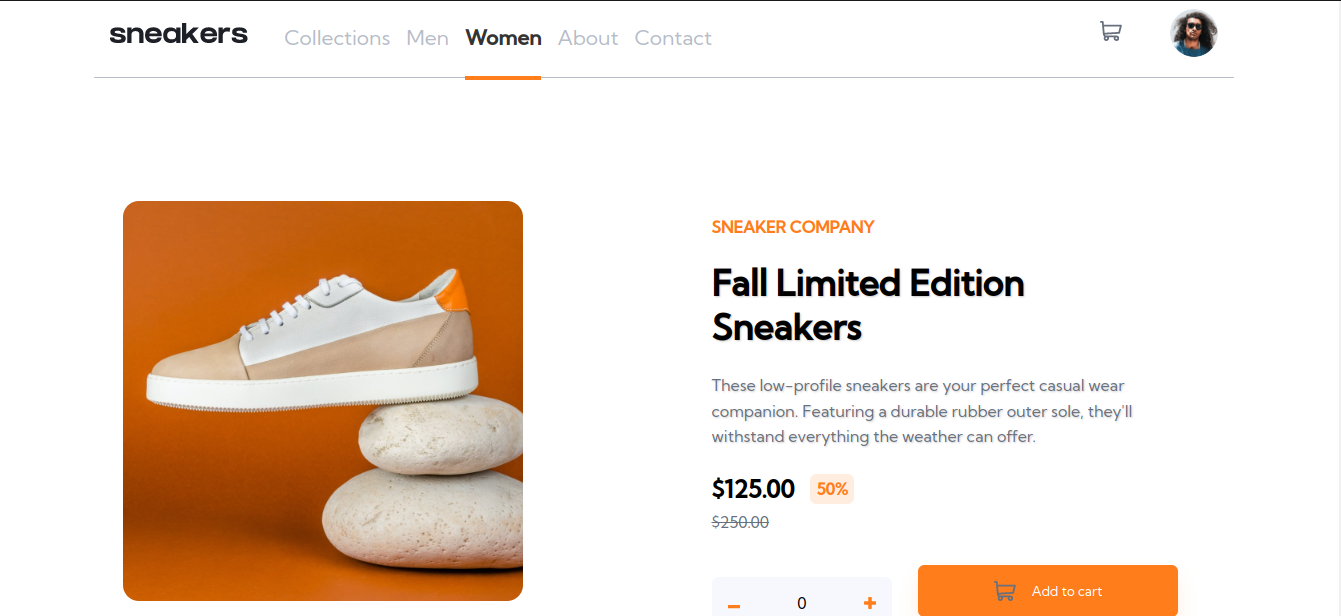 sneakers
Collections Men Women About Contact
SNEAKER COMPANY
Fall Limited Edition
Sneakers
These low-profile sneakers are your perfect casual wear
companion. Featuring a durable rubber outer sole, they'll
withstand everything the weather can offer.
$125.00 50%
$250.00
0
Add to cart